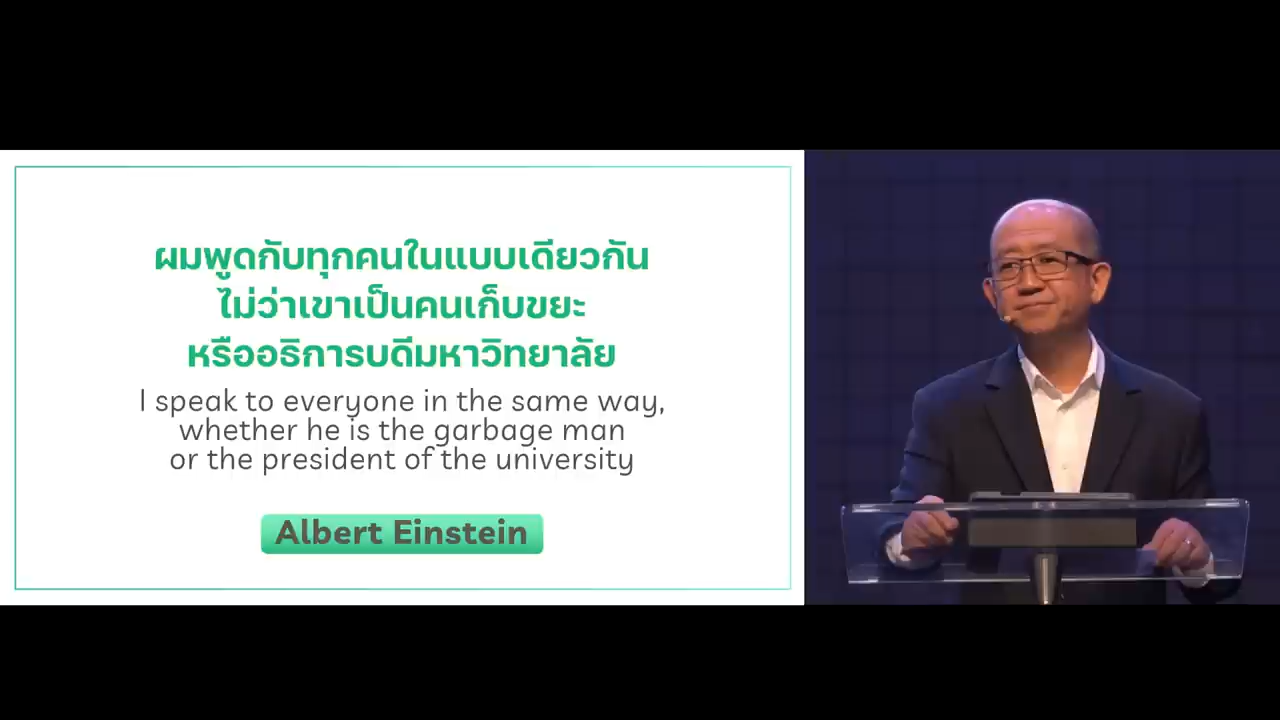 ผมพูดกับทุกคนในแบบเดียวกัน
ไม่ว่าเขาเป็นคนเก็บขยะ
หรืออธิการบดีมหาวิทยาลัย
I speak to everyone in the same way,
whether he is the garbage man
or the president of the university
Albert Einstein